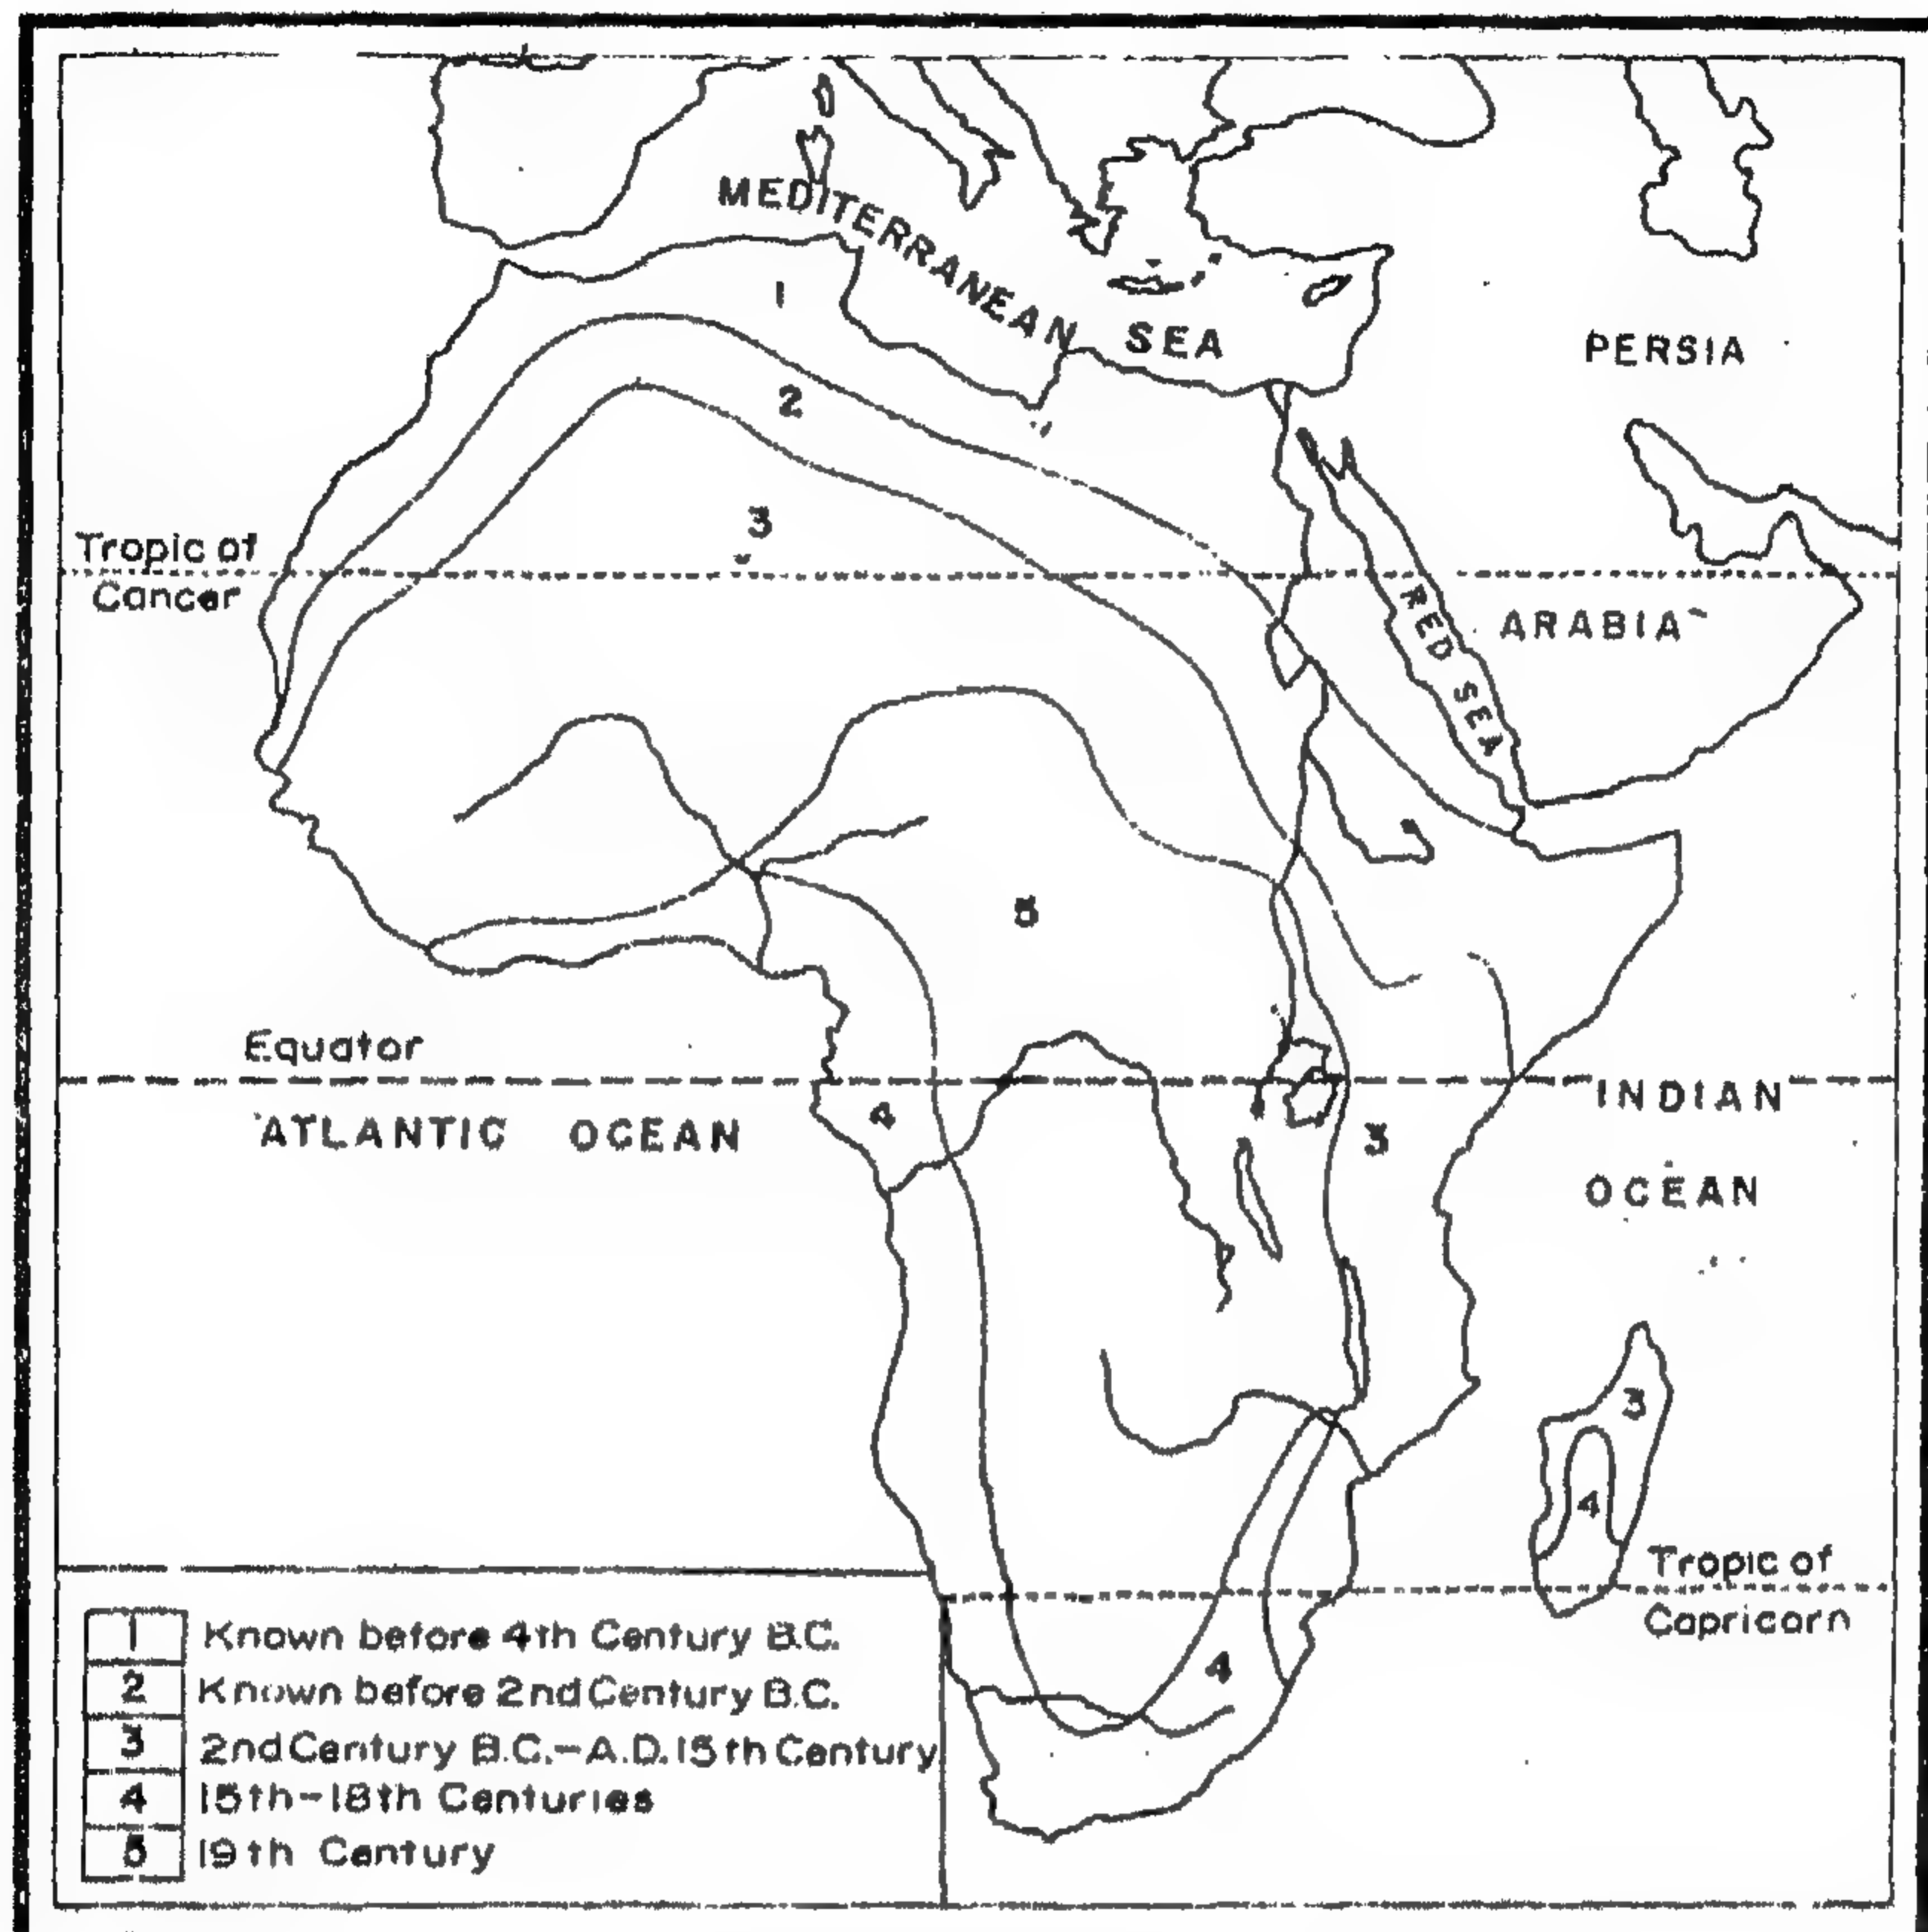 MEDITERRANEAN SEA
1
PERSIA
2
3
Tropic of
Cancer
RED SEA
ARABIA
5
Equator
INDIAN
4
ATLANTIC OCEAN
3
OCEAN
3
4
Tropic of
Capricorn
4
1 Known before 4th Century B.C.
2 Known before 2nd Century B.C.
3 2nd Century B.C.-A.D. 15th Century
4 15th-18th Centuries
5 19th Century